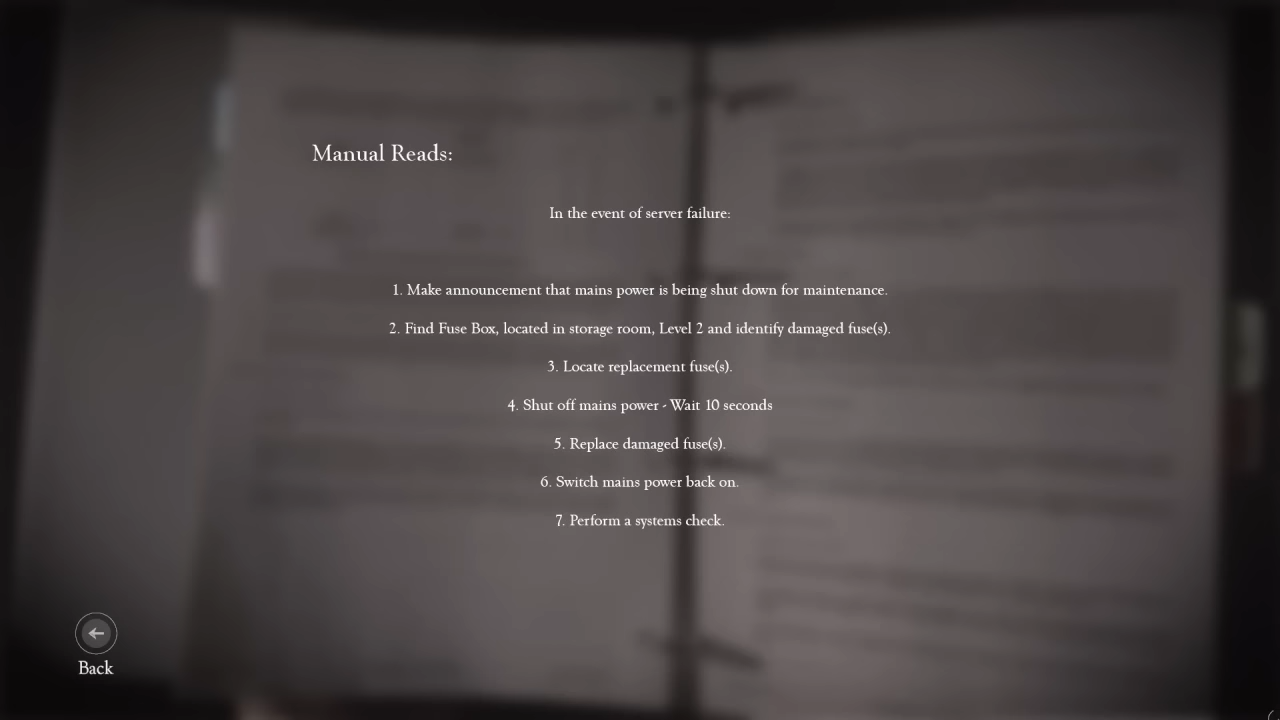 Manual Reads:
In the event of server failure:
1. Make announcement that mains power is being shut down for maintenance.
2. Find Fuse Box, located in storage room, Level 2 and identify damaged fuse(s).
3. Locate replacement fuse(s).
4. Shut off mains power - Wait 10 seconds
5. Replace damaged fuse(s).
6. Switch mains power back on.
7. Perform a systems check.
Back